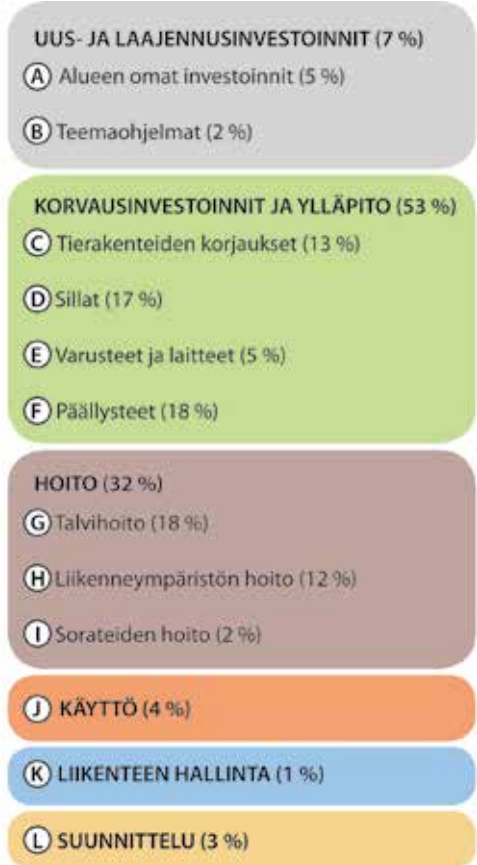 UUS- JA LAAJENNUSINVESTOINNIT (7 %)
A Alueen omat investoinnit (5 %)
B Teemaohjelmat (2 %)
KORVAUSINVESTOINNIT JA YLLÄPITO (53 %)
C Tierakenteiden korjaukset (13 %)
D Sillat (17 %)
E Varusteet ja laitteet (5 %)
F Päällysteet (18 %)
HOITO (32 %)
G Talvihoito (18 %)
H Liikenneympäristön hoito (12 %)
I Sorateiden hoito (2 %)
J KÄYTTÖ (4 %)
K LIIKENTEEN HALLINTA (1 %)
L SUUNNITTELU (3 %)